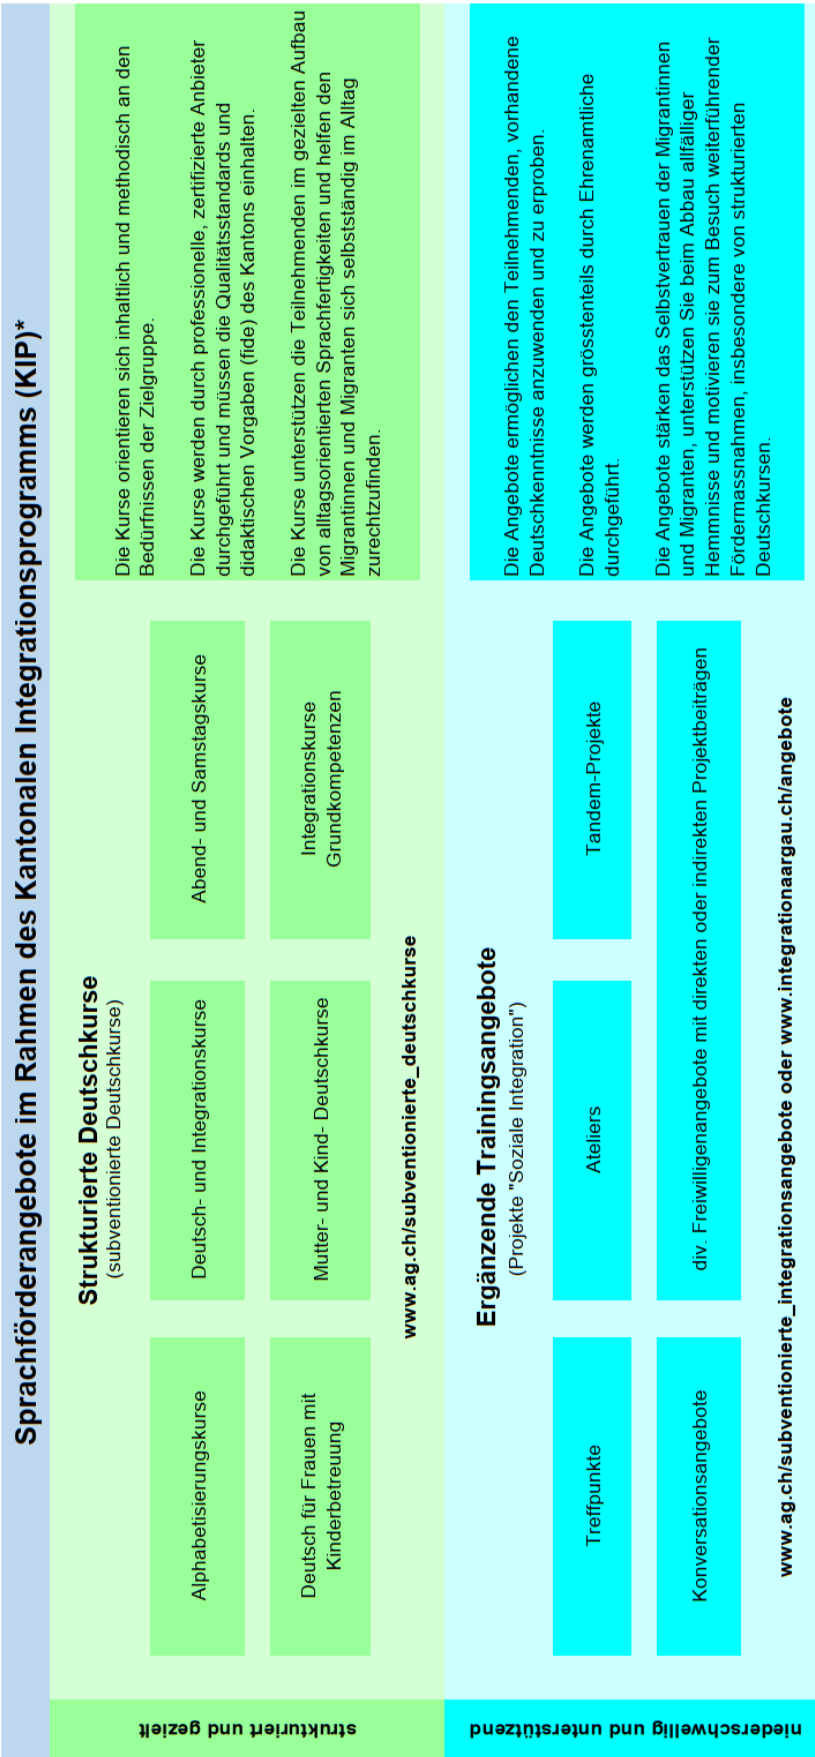 Sprachförderangebote im Rahmen des Kantonalen Integrationsprogramms (KIP)*
strukturiert und gezielt
Strukturierte Deutschkurse
(subventionierte Deutschkurse)
Alphabetisierungskurse
Deutsch- und Integrationskurse
Abend- und Samstagskurse
Deutsch für Frauen mit
Kinderbetreuung
Mutter- und Kind- Deutschkurse
Integrationskurse
Grundkompetenzen
www.ag.ch/subventionierte_deutschkurse
Die Kurse orientieren sich inhaltlich und methodisch an den
Bedürfnissen der Zielgruppe.
Die Kurse werden durch professionelle, zertifizierte Anbieter
durchgeführt und müssen die Qualitätsstandards und
didaktischen Vorgaben (fide) des Kantons einhalten.
Die Kurse unterstützen die Teilnehmenden im gezielten Aufbau
von alltagsorientierten Sprachfertigkeiten und helfen den
Migrantinnen und Migranten sich selbstständig im Alltag
zurechtzufinden.
niederschwellig und unterstützend
Ergänzende Trainingsangebote
(Projekte "Soziale Integration")
Treffpunkte
Ateliers
Tandem-Projekte
Konversationsangebote
div. Freiwilligenangebote mit direkten oder indirekten Projektbeiträgen
www.ag.ch/subventionierte_integrationsangebote oder www.integrationaargau.ch/angebote
Die Angebote ermöglichen den Teilnehmenden, vorhandene
Deutschkenntnisse anzuwenden und zu erproben.
Die Angebote werden grösstenteils durch Ehrenamtliche
durchgeführt.
Die Angebote stärken das Selbstvertrauen der Migrantinnen
und Migranten, unterstützen Sie beim Abbau allfälliger
Hemmnisse und motivieren sie zum Besuch weiterführender
Fördermassnahmen, insbesondere von strukturierten
Deutschkursen.